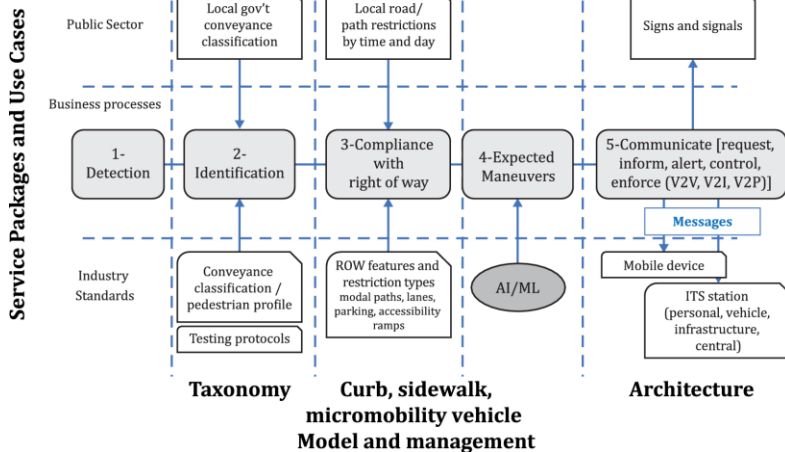 Service Packages and Use Cases
Public Sector
Local gov't
conveyance
classification
Local road/
path restrictions
by time and day
Signs and signals
Business processes
1-
Detection
2-
Identification
3-Compliance
with
right of way
4-Expected
Maneuvers
5-Communicate [request,
inform, alert, control,
enforce (V2V, V2I, V2P)]
Messages
Industry
Standards
Conveyance
classification /
pedestrian profile
Testing protocols
ROW features and
restriction types
modal paths, lanes,
parking, accessibility
ramps
AI/ML
Mobile device
ITS station
(personal, vehicle,
infrastructure,
central)
Taxonomy
Curb, sidewalk,
micromobility vehicle
Model and management
Architecture